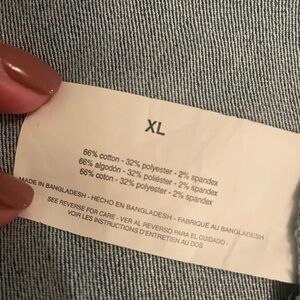 XL
66% cotton - 32% polyester - 2% spandex
66% algodón - 32% poliéster - 2% spandex
66% coton - 32% polyester - 2% spandex
MADE IN BANGLADESH - HECHO EN BANGLADESH - FABRIQUÉ AU BANGLADESH
SEE REVERSE FOR CARE - VER AL REVERSO PARA EL CUIDADO -
VOIR LES INSTRUCTIONS D'ENTRETIEN AU DOS